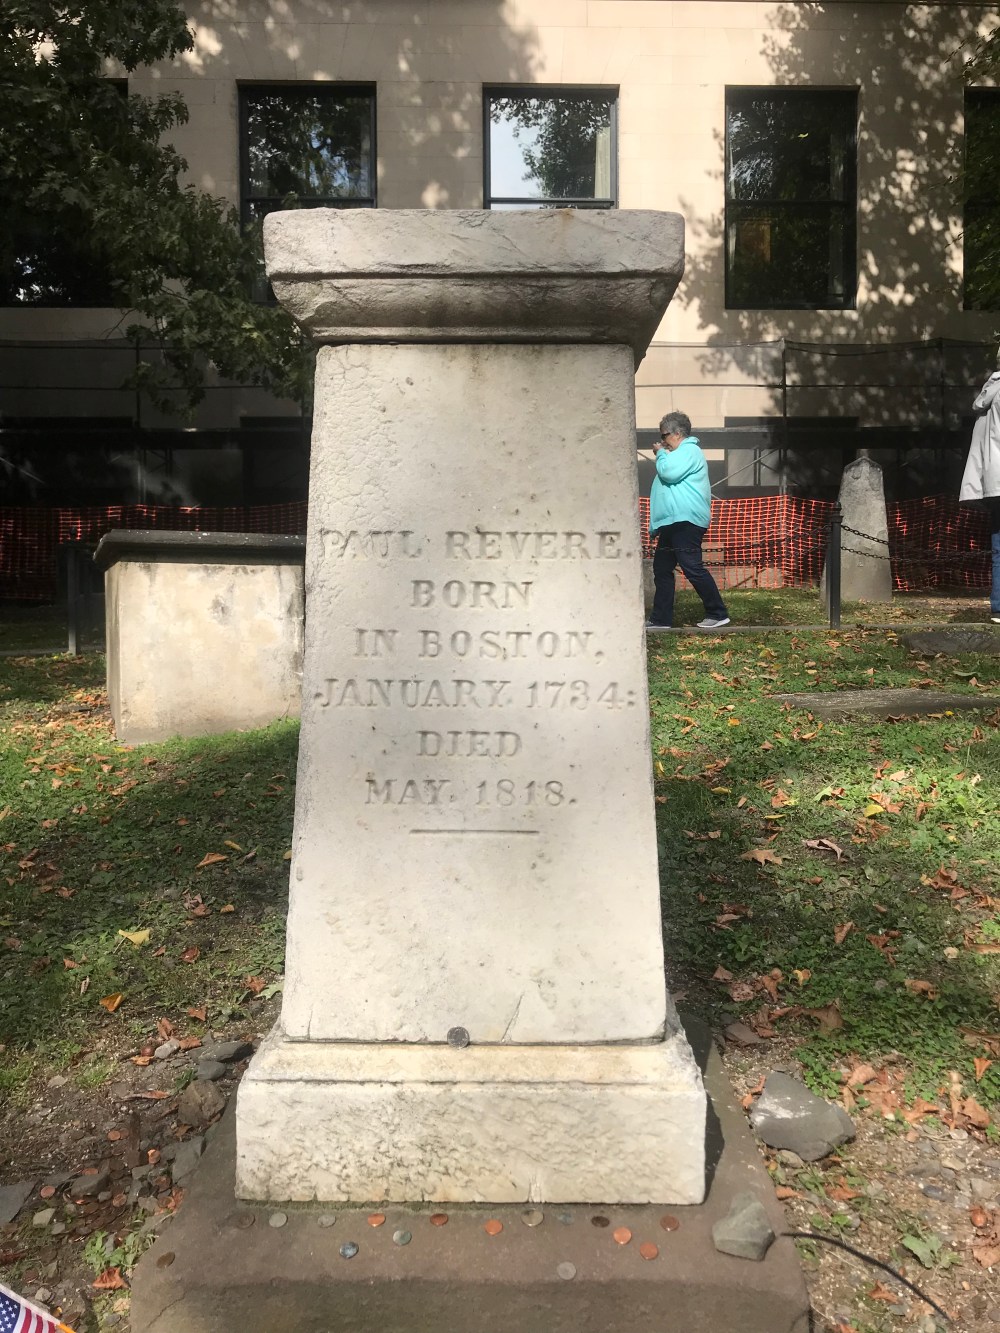 PAUL REVERE.
BORN
IN BOSTON,
JANUARY. 1734:
DIED
MAY. 1818.